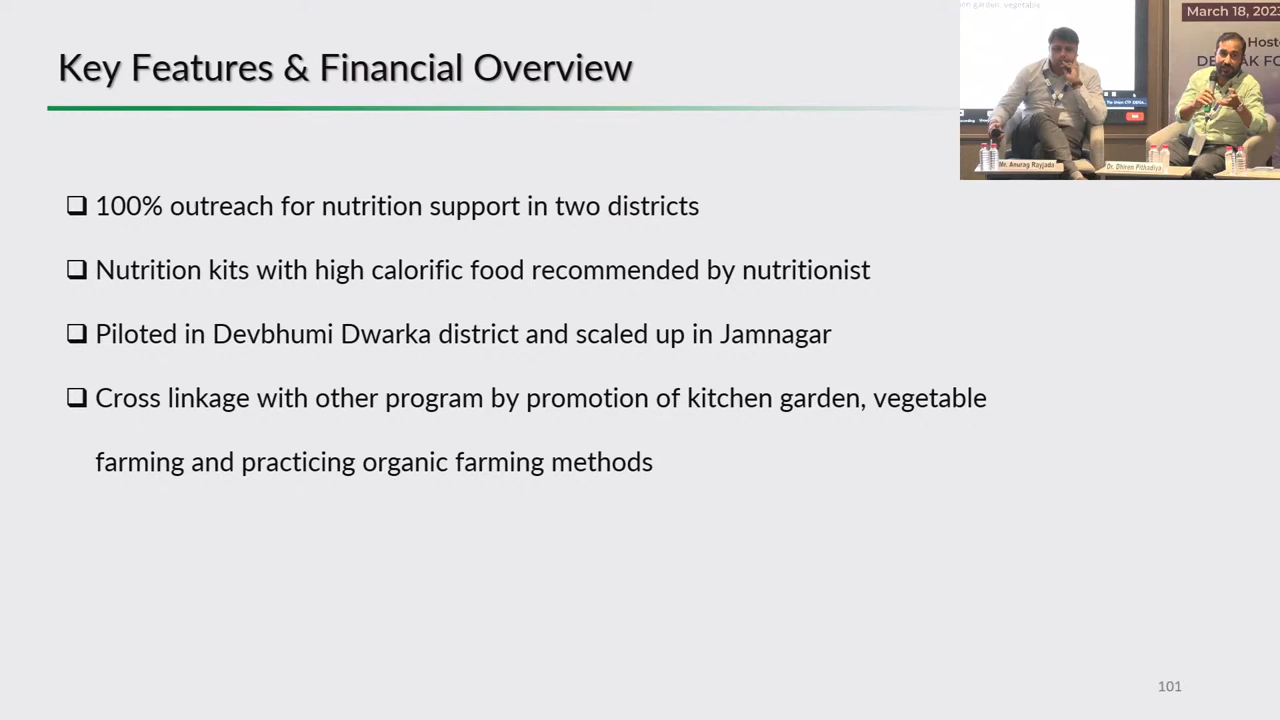 Key Features & Financial Overview
❑ 100% outreach for nutrition support in two districts
❑ Nutrition kits with high calorific food recommended by nutritionist
❑ Piloted in Devbhumi Dwarka district and scaled up in Jamnagar
❑ Cross linkage with other program by promotion of kitchen garden, vegetable
farming and practicing organic farming methods
garden, vegetable
March 18, 2023
Mr. Anurag Rayjada
Dr. Dhiren Pithadiya
101